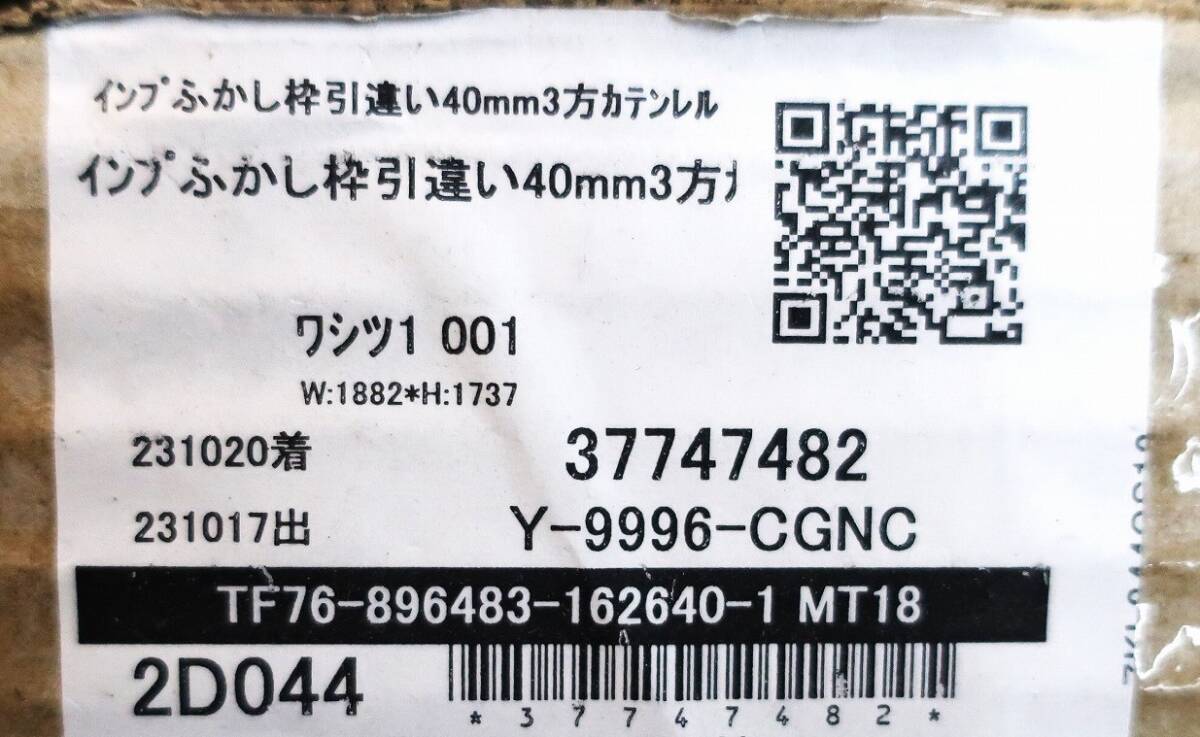 ｲﾝﾌﾟふかし枠引違い40mm3方ｶﾃﾝﾚﾙ
ｲﾝﾌﾟふかし枠引違い40mm3方
ワシツ1 001
W:1882*H:1737
231020着
37747482
231017出
Y-9996-CGNC
TF76-896483-162640-1 MT18
2D044
*37747482*